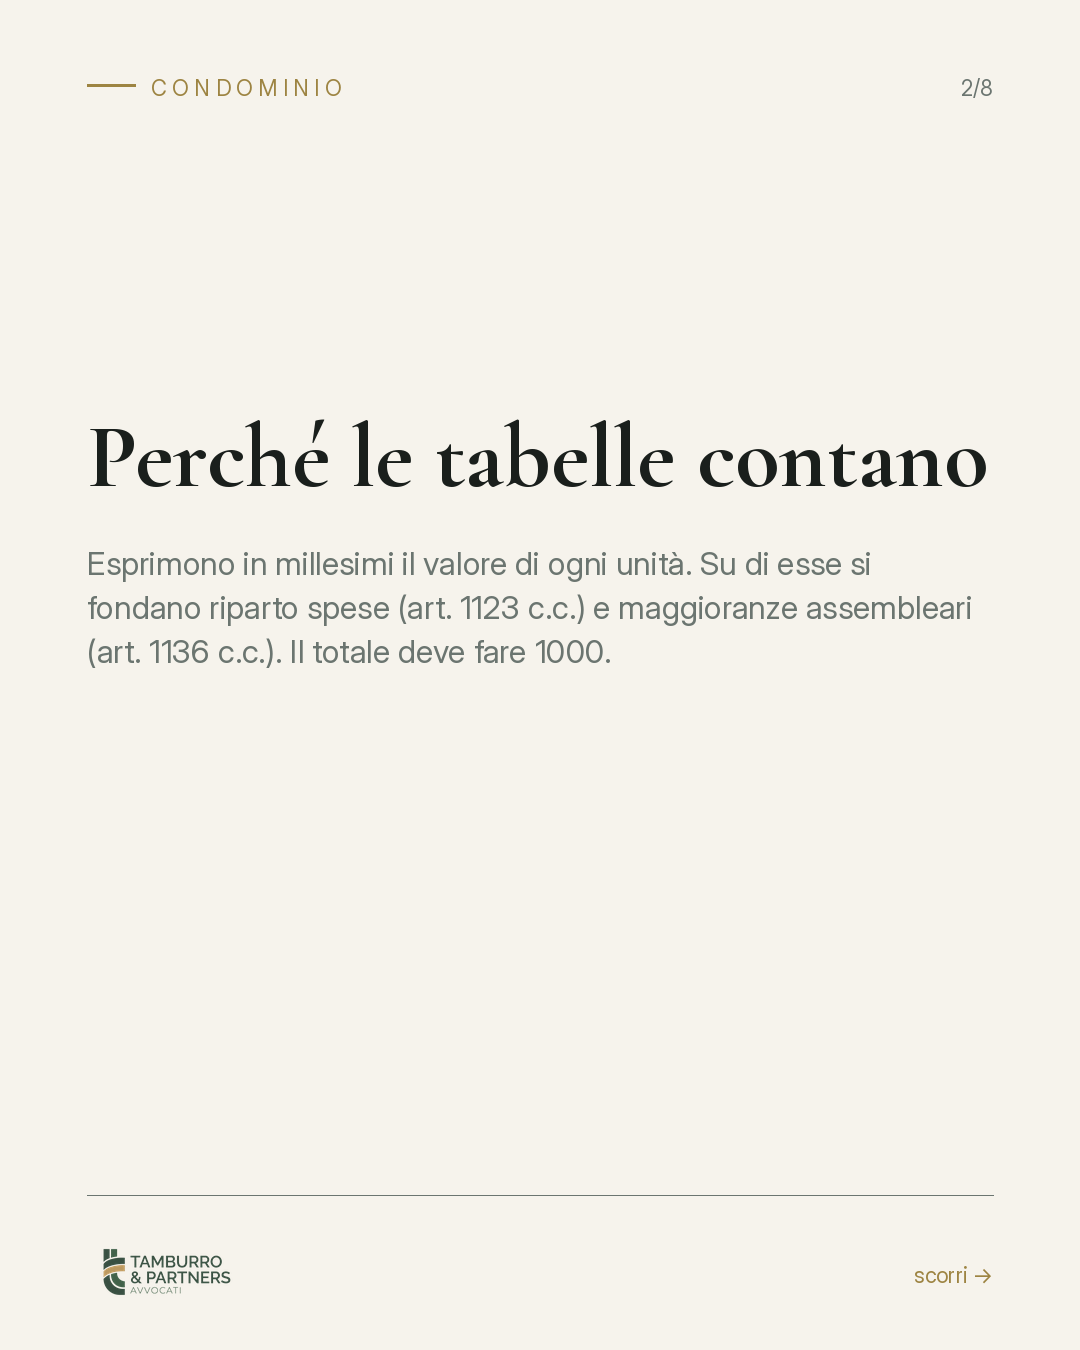 CONDOMINIO
2/8
Perché le tabelle contano
Esprimono in millesimi il valore di ogni unità. Su di esse si
fondano riparto spese (art. 1123 c.c.) e maggioranze assembleari
(art. 1136 c.c.). Il totale deve fare 1000.
TAMBURRO
& PARTNERS
AVVOCATI
scorri →